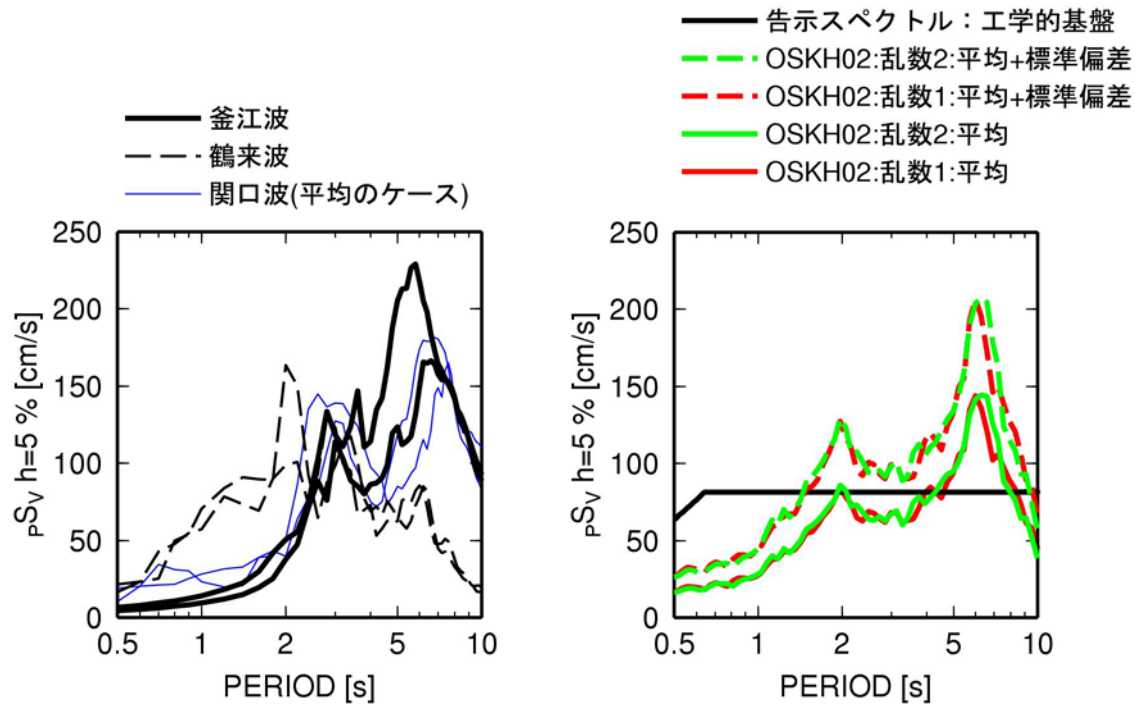 釜江波
鶴来波
関口波(平均のケース)
250
200
150
100
50
0
PSV h=5 % [cm/s]
0.5 1 2 5 10
PERIOD [s]
告示スペクトル：工学的基盤
OSKH02:乱数2:平均+標準偏差
OSKH02:乱数1:平均+標準偏差
OSKH02:乱数2:平均
OSKH02:乱数1:平均
250
200
150
100
50
0
PSV h=5 % [cm/s]
0.5 1 2 5 10
PERIOD [s]